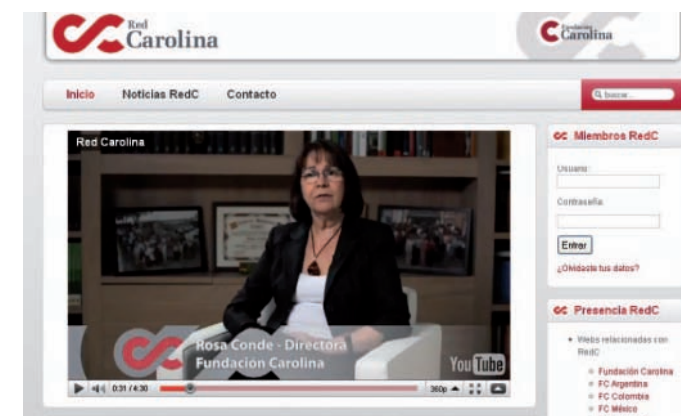 Red
Carolina
Fundación
Carolina
Inicio Noticias RedC Contacto
buscar...
Red Carolina
Rosa Conde - Directora
Fundación Carolina
YouTube
0:31 / 4:30
360p
Miembros RedC
Usuario:
Contraseña:
Entrar
¿Olvidaste tus datos?
Presencia RedC
Webs relacionadas con
RedC
Fundación Carolina
FC Argentina
FC Colombia
FC México